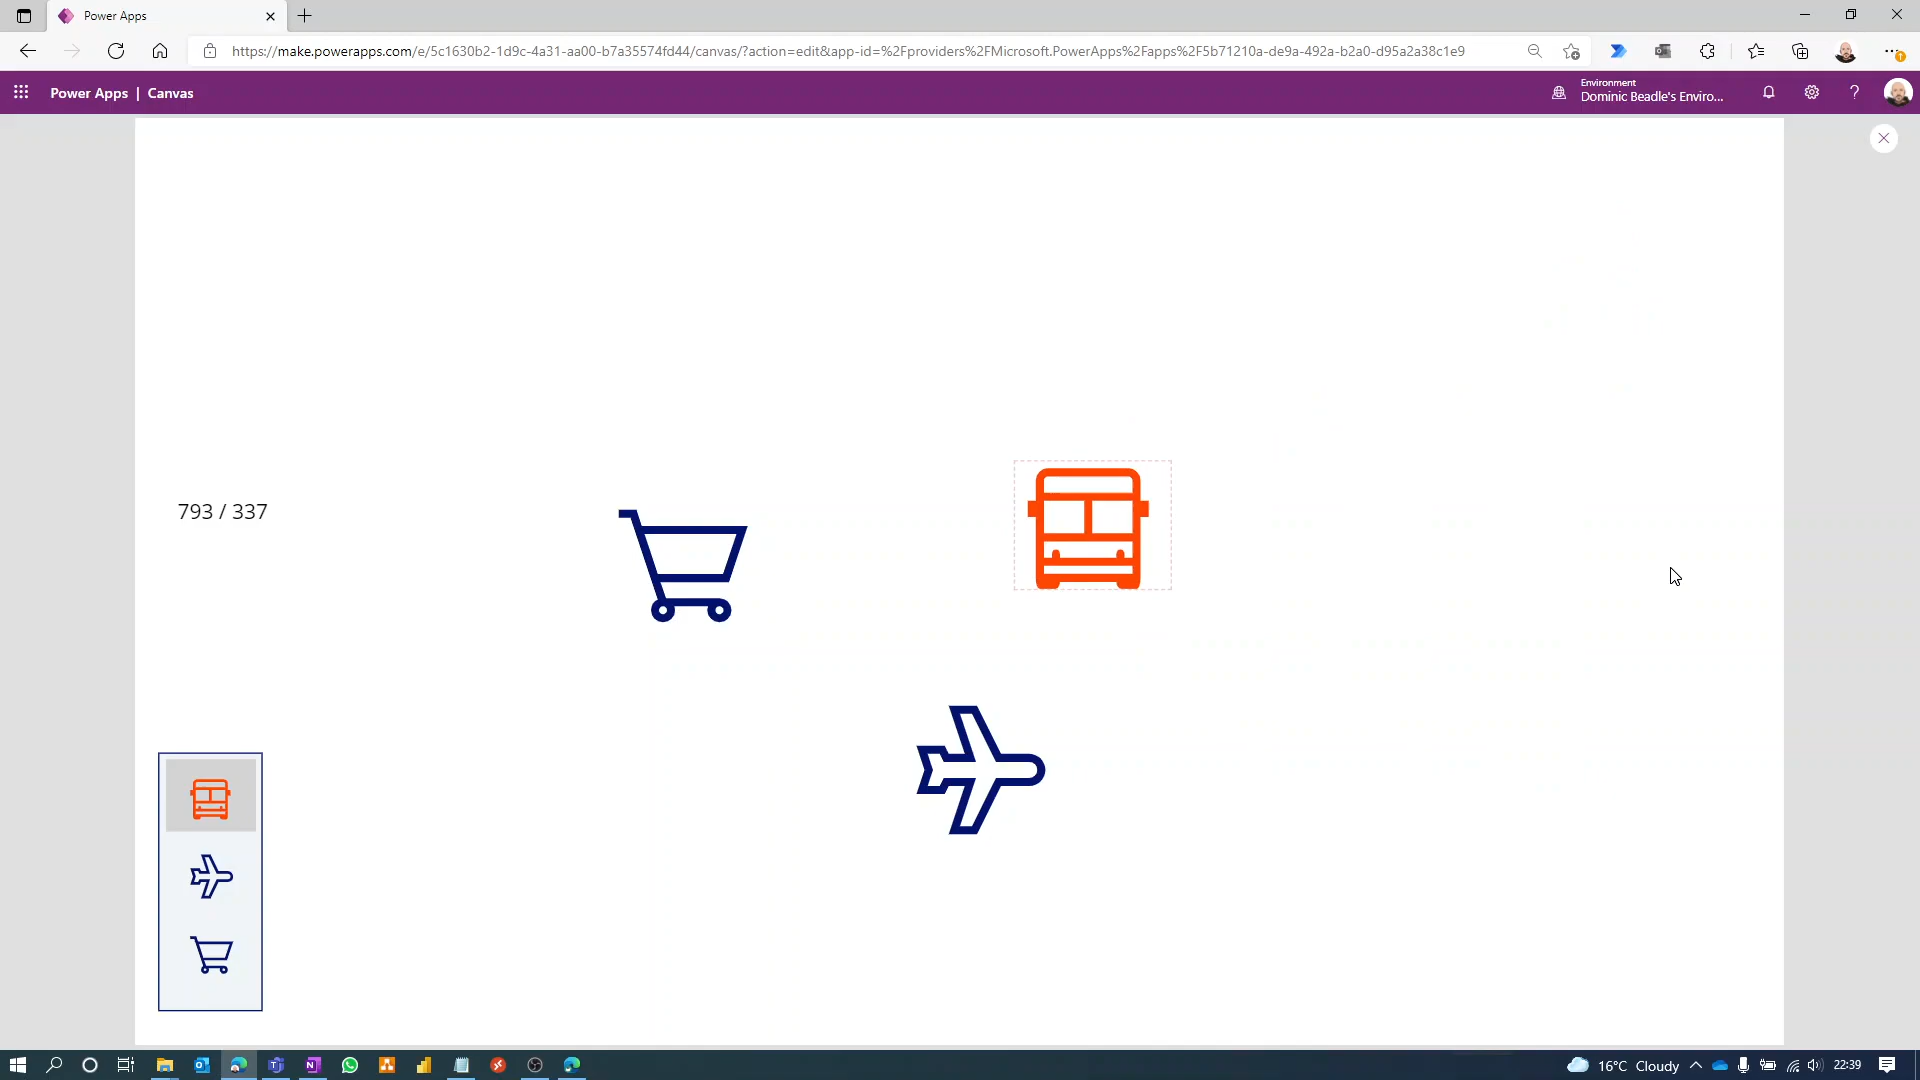 Power Apps
https://make.powerapps.com/e/5c1630b2-1d9c-4a31-aa00-b7a35574fd44/canvas/?action=edit&app-id=%2Fproviders%2FMicrosoft.PowerApps%2Fapps%2F5b71210a-de9a-492a-b2a0-d95a2a38c1e9
Power Apps | Canvas
Environment
Dominic Beadle's Enviro...
793 / 337
16°C Cloudy
22:39